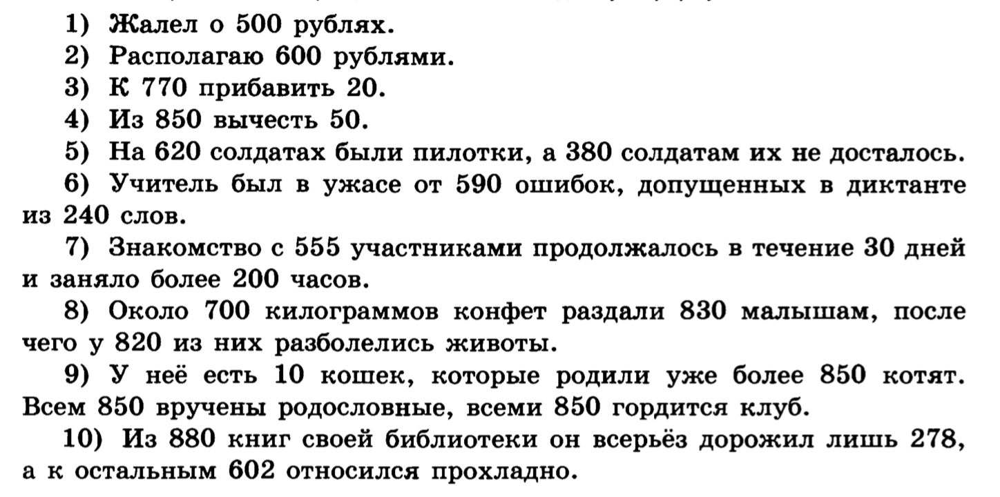 1) Жалел о 500 рублях.
2) Располагаю 600 рублями.
3) К 770 прибавить 20.
4) Из 850 вычесть 50.
5) На 620 солдатах были пилотки, а 380 солдатам их не досталось.
6) Учитель был в ужасе от 590 ошибок, допущенных в диктанте
из 240 слов.
7) Знакомство с 555 участниками продолжалось в течение 30 дней
и заняло более 200 часов.
8) Около 700 килограммов конфет раздали 830 малышам, после
чего у 820 из них разболелись животы.
9) У неё есть 10 кошек, которые родили уже более 850 котят.
Всем 850 вручены родословные, всеми 850 гордится клуб.
10) Из 880 книг своей библиотеки он всерьёз дорожил лишь 278,
а к остальным 602 относился прохладно.